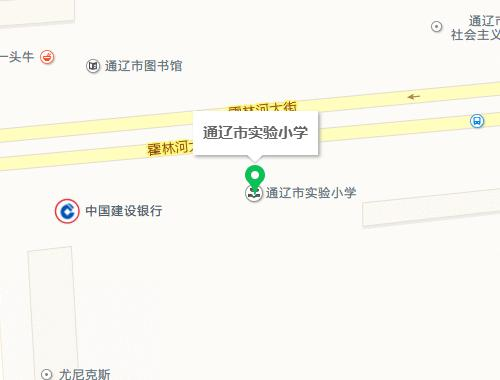 通辽
社会主义
一头牛
通辽市图书馆
霍林河大街
通辽市实验小学
霍林河大
通辽市实验小学
中国建设银行
尤尼克斯